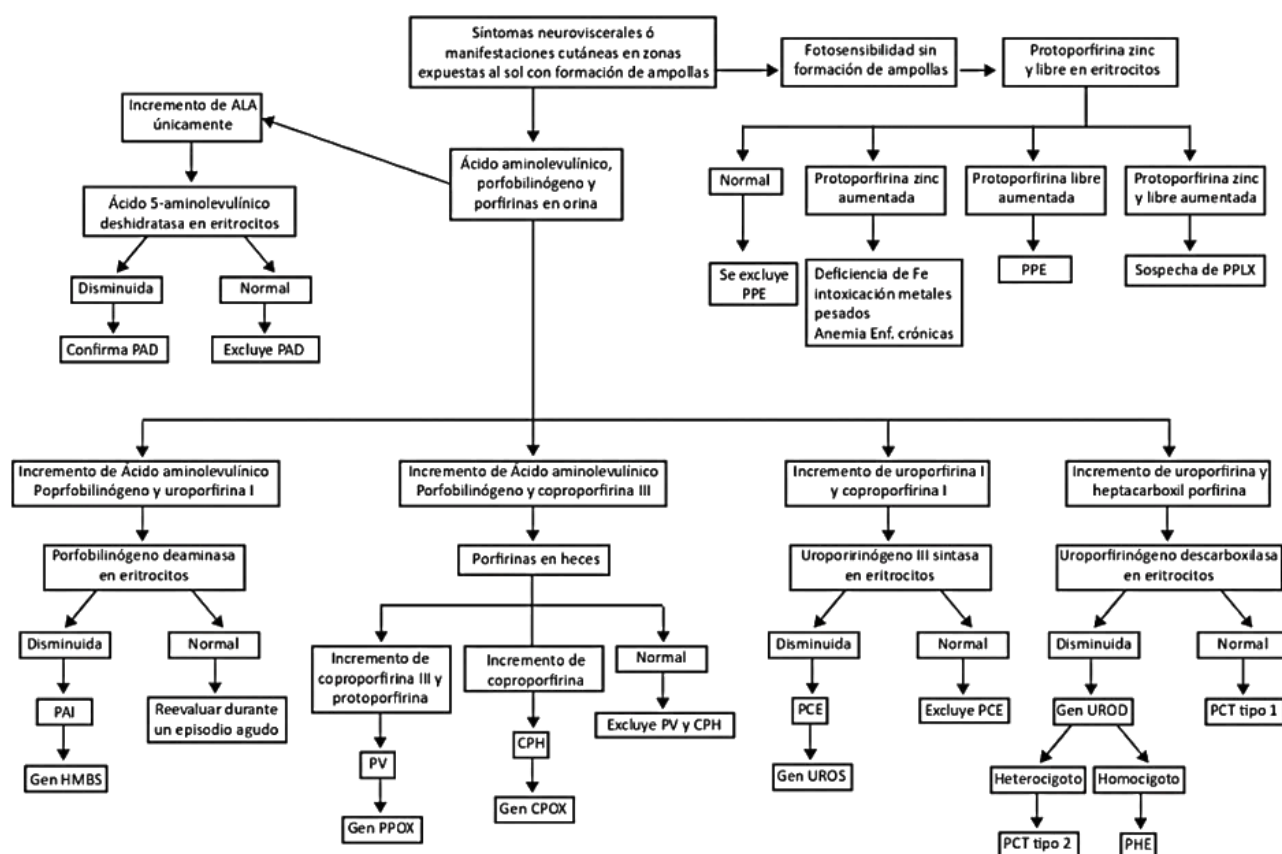 Síntomas neuroviscerales ó
manifestaciones cutáneas en zonas
expuestas al sol con formación de ampollas
Fotosensibilidad sin
formación de ampollas
Protoporfirina zinc
y libre en eritrocitos
Incremento de ALA
únicamente
Ácido aminolevulínico,
porfobilinógeno y
porfirinas en orina
Normal
Protoporfirina zinc
aumentada
Protoporfirina libre
aumentada
Protoporfirina zinc
y libre aumentada
Ácido 5-aminolevulínico
deshidratasa en eritrocitos
Se excluye
PPE
Deficiencia de Fe
intoxicación metales
pesados
Anemia Enf. crónicas
PPE
Sospecha de PPLX
Disminuida
Normal
Confirma PAD
Excluye PAD
Incremento de Ácido aminolevulínico
Poprfobilinógeno y uroporfirina I
Incremento de Ácido aminolevulínico
Porfobilinógeno y coproporfirina III
Incremento de uroporfirina I
y coproporfirina I
Incremento de uroporfirina y
heptacarboxil porfirina
Porfobilinógeno deaminasa
en eritrocitos
Porfirinas en heces
Uroporirinógeno III sintasa
en eritrocitos
Uroporfirinógeno descarboxilasa
en eritrocitos
Disminuida
Normal
Incremento de
coproporfirina III y
protoporfirina
Incremento de
coproporfirina
Normal
Disminuida
Normal
Disminuida
Normal
PAI
Reevaluar durante
un episodio agudo
Excluye PV y CPH
PCE
Excluye PCE
Gen UROD
PCT tipo 1
Gen HMBS
PV
CPH
Gen UROS
Heterocigoto
Homocigoto
Gen PPOX
Gen CPOX
PCT tipo 2
PHE